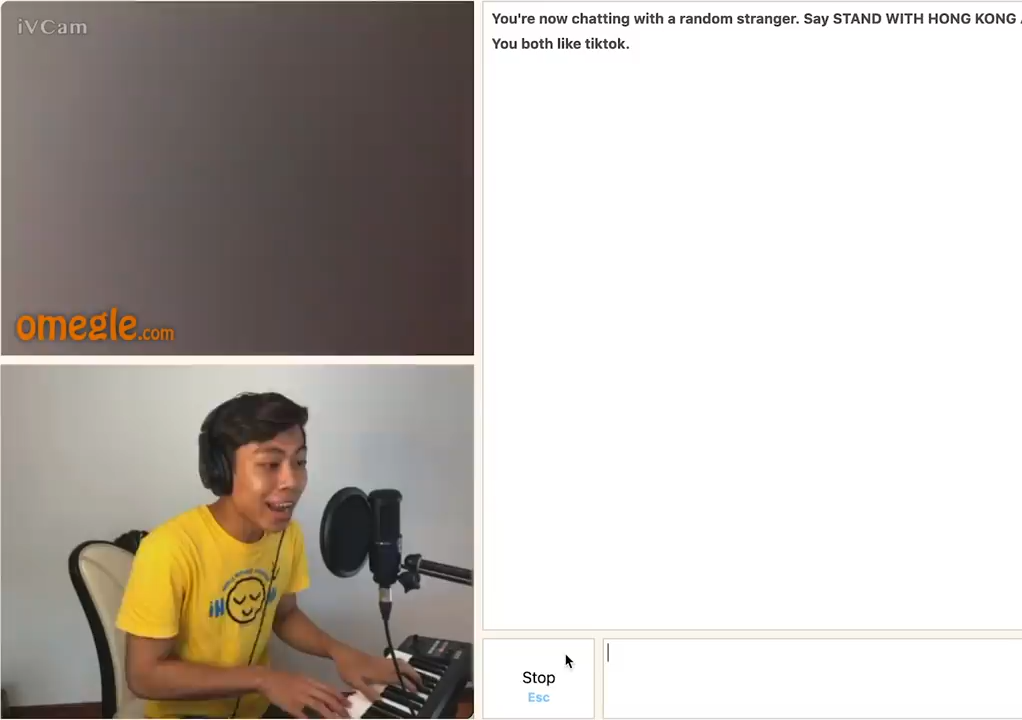 iVCam
You're now chatting with a random stranger. Say STAND WITH HONG KONG
You both like tiktok.
omegle.com
iH
Stop
Esc